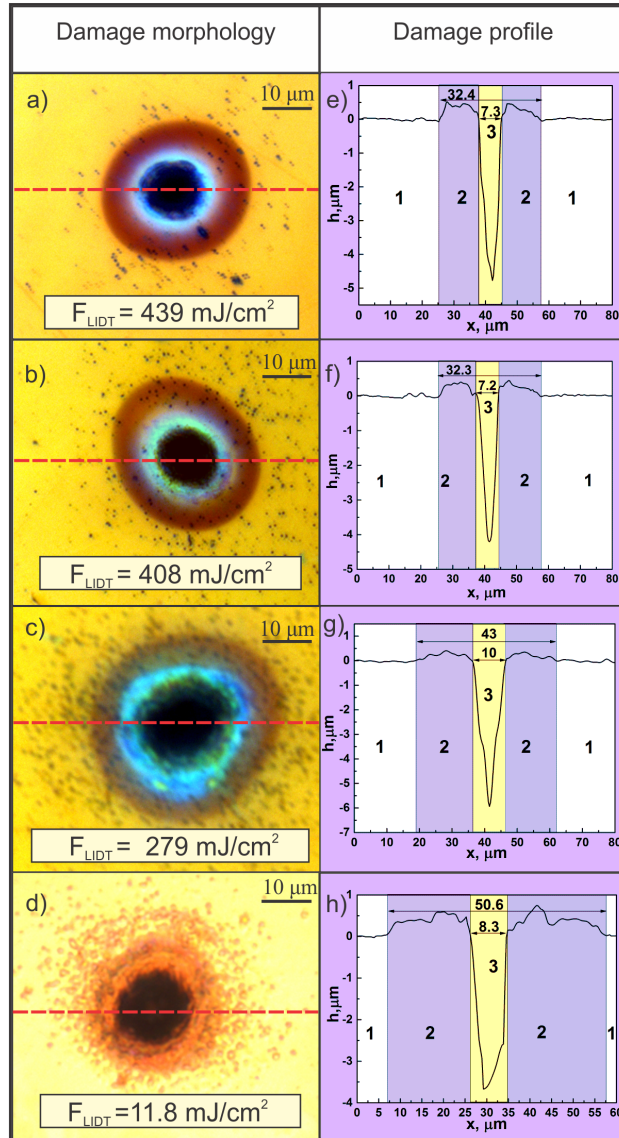 Damage morphology
Damage profile
a)
10 μm
F_LIDT = 439 mJ/cm²
e)
32.4
7.3
3
1
2
2
1
h,μm
1
0
-1
-2
-3
-4
-5
0 10 20 30 40 50 60 70 80
x, μm
b)
10 μm
F_LIDT = 408 mJ/cm²
f)
32.3
7.2
3
1
2
2
1
h,μm
1
0
-1
-2
-3
-4
-5
0 10 20 30 40 50 60 70 80
x, μm
c)
10 μm
F_LIDT = 279 mJ/cm²
g)
43
10
3
1
2
2
1
h,μm
1
0
-1
-2
-3
-4
-5
-6
-7
0 10 20 30 40 50 60 70 80
x, μm
d)
10 μm
F_LIDT =11.8 mJ/cm²
h)
50.6
8.3
3
1
2
2
1
h,μm
1
0
-1
-2
-3
-4
0 5 10 15 20 25 30 35 40 45 50 55 60
x, μm